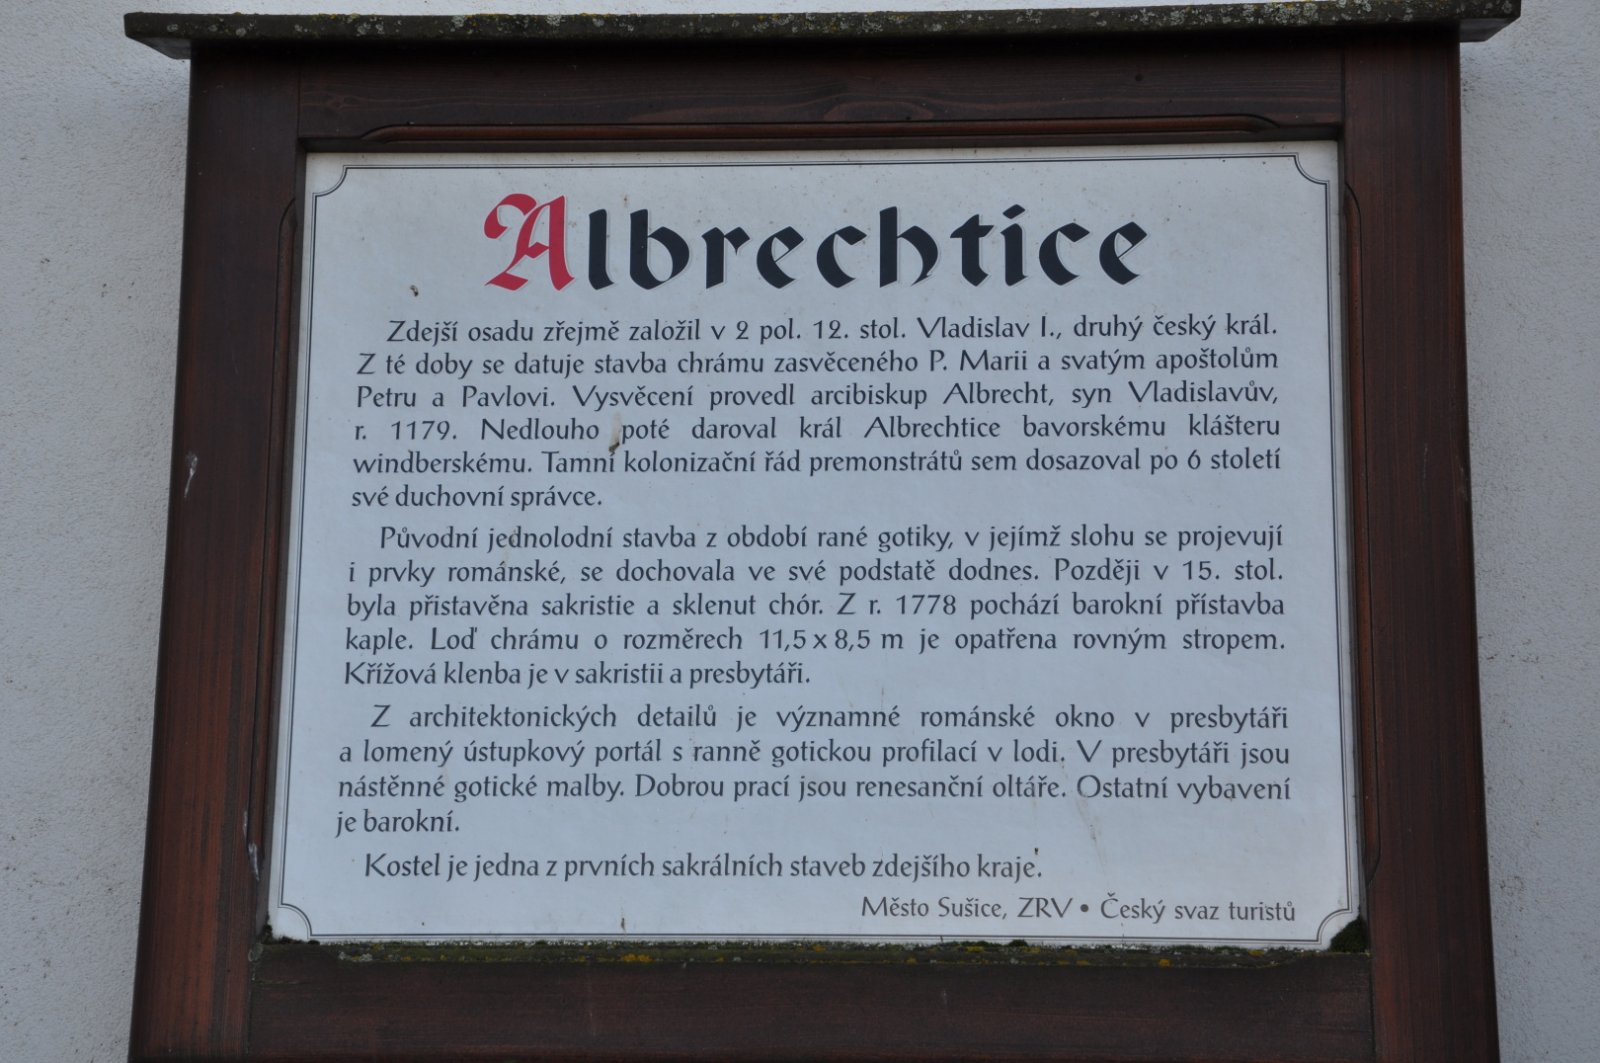 Albrechtice
Zdejší osadu zřejmě založil v 2 pol. 12. stol. Vladislav I., druhý český král.
Z té doby se datuje stavba chrámu zasvěceného P. Marii a svatým apoštolům
Petru a Pavlovi. Vysvěcení provedl arcibiskup Albrecht, syn Vladislavův,
r. 1179. Nedlouho poté daroval král Albrechtice bavorskému klášteru
windberskému. Tamní kolonizační řád premonstrátů sem dosazoval po 6 století
své duchovní správce.
Původní jednolodní stavba z období rané gotiky, v jejímž slohu se projevují
i prvky románské, se dochovala ve své podstatě dodnes. Později v 15. stol.
byla přistavěna sakristie a sklenut chór. Z r. 1778 pochází barokní přístavba
kaple. Loď chrámu o rozměrech 11,5 x 8,5 m je opatřena rovným stropem.
Křížová klenba je v sakristii a presbytáři.
Z architektonických detailů je významné románské okno v presbytáři
a lomený ústupkový portál s ranně gotickou profilací v lodi. V presbytáři jsou
nástěnné gotické malby. Dobrou prací jsou renesanční oltáře. Ostatní vybavení
je barokní.
Kostel je jedna z prvních sakrálních staveb zdejšího kraje.
Město Sušice, ZRV • Český svaz turistů